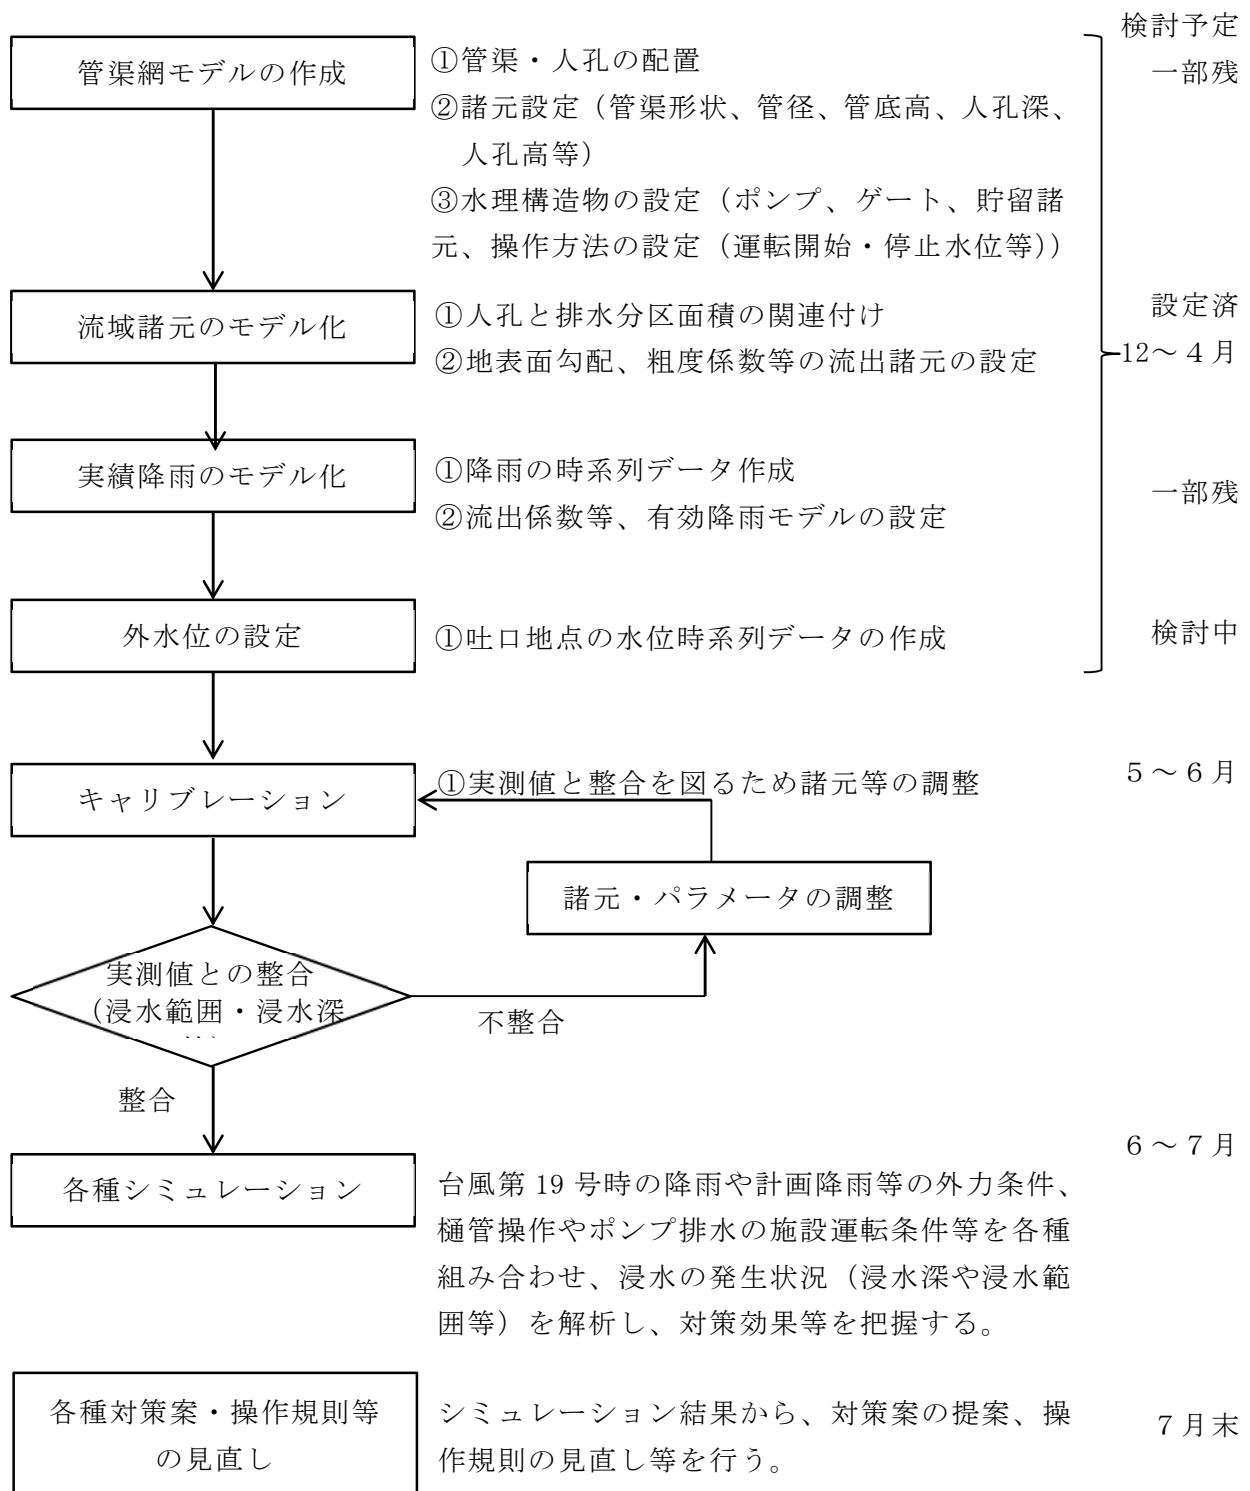 検討予定
管渠網モデルの作成
①管渠・人孔の配置
一部残
②諸元設定（管渠形状、管径、管底高、人孔深、
人孔高等）
③水理構造物の設定（ポンプ、ゲート、貯留諸
元、操作方法の設定（運転開始・停止水位等））
流域諸元のモデル化
①人孔と排水分区面積の関連付け
設定済
②地表面勾配、粗度係数等の流出諸元の設定
12～４月
実績降雨のモデル化
①降雨の時系列データ作成
②流出係数等、有効降雨モデルの設定
一部残
外水位の設定
①吐口地点の水位時系列データの作成
検討中
キャリブレーション
①実測値と整合を図るため諸元等の調整
５～６月
諸元・パラメータの調整
実測値との整合
（浸水範囲・浸水深
不整合
整合
６～７月
各種シミュレーション
台風第 19 号時の降雨や計画降雨等の外力条件、
樋管操作やポンプ排水の施設運転条件等を各種
組み合わせ、浸水の発生状況（浸水深や浸水範
囲等）を解析し、対策効果等を把握する。
各種対策案・操作規則等
の見直し
シミュレーション結果から、対策案の提案、操
作規則の見直し等を行う。
７月末